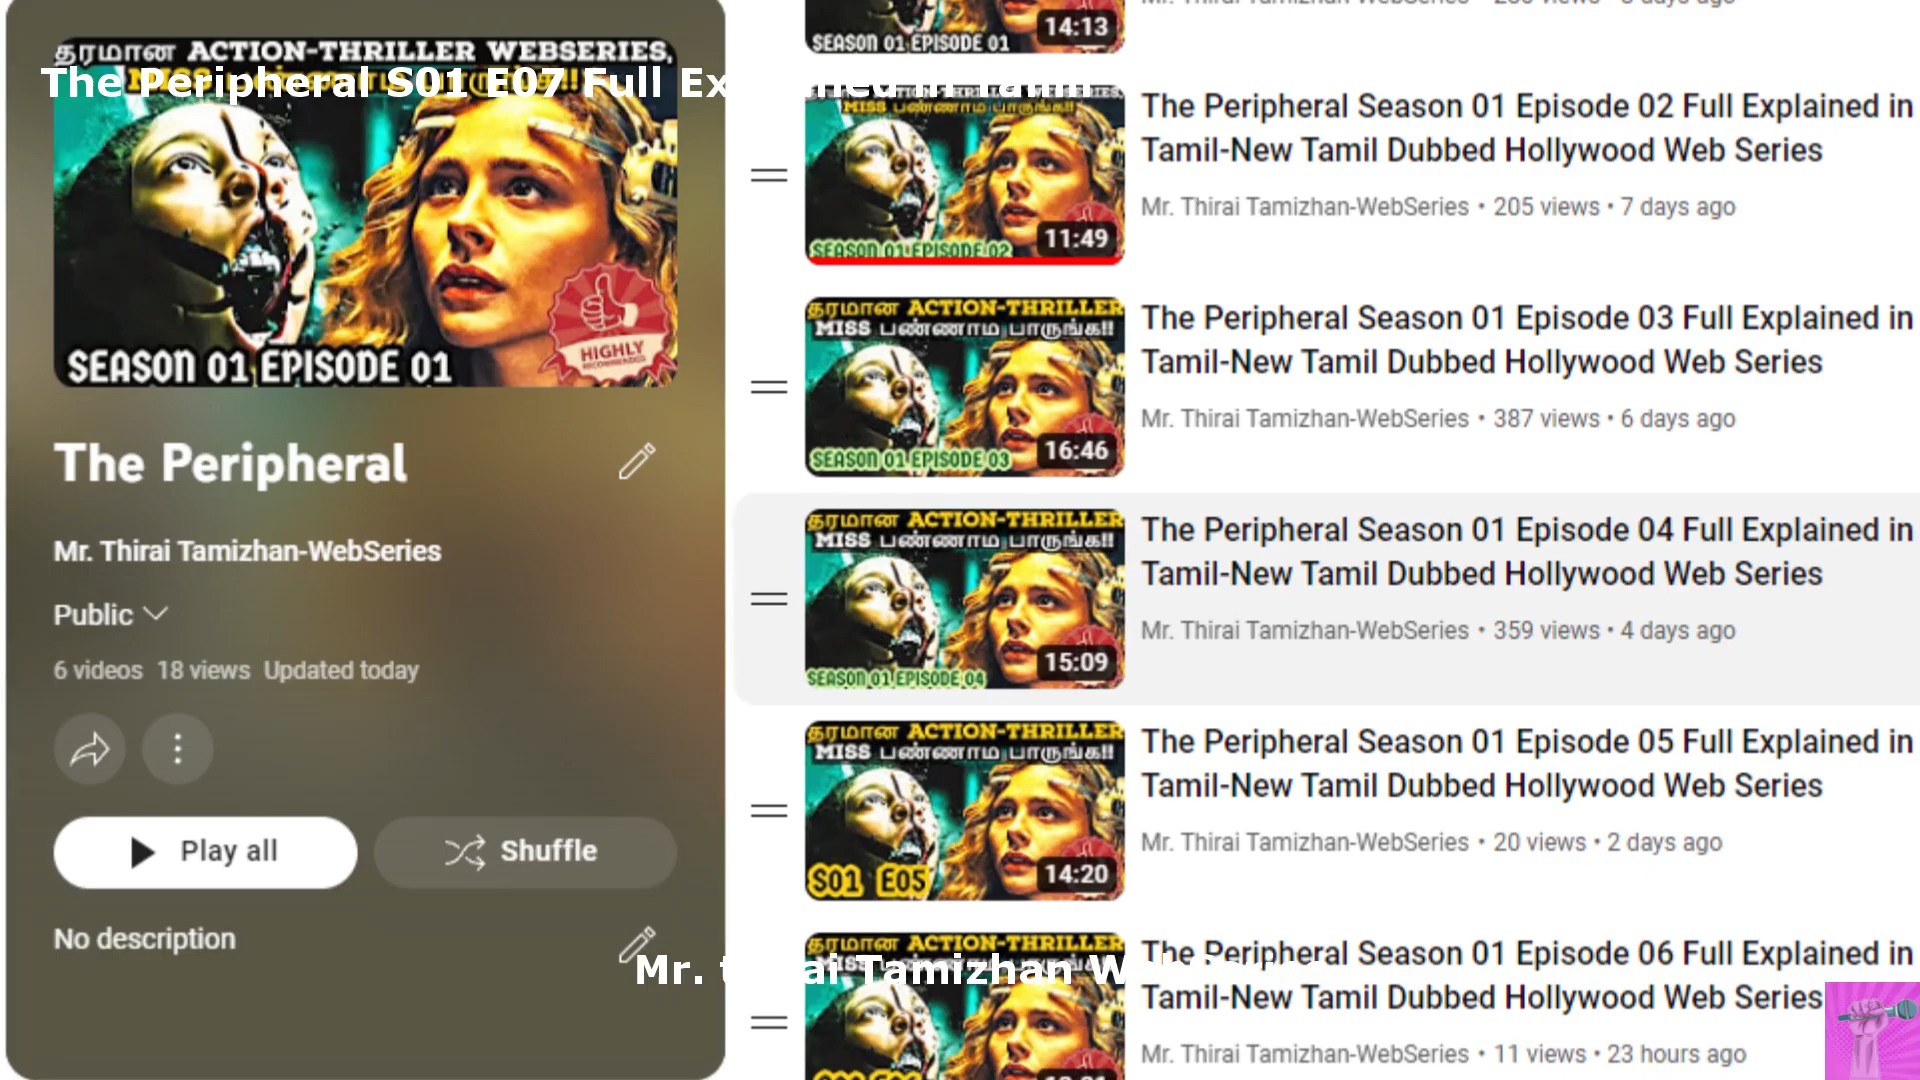 தரமான ACTION-THRILLER WEBSERIES,
The Peripheral S01 E07 Full Explained in Tamil
SEASON 01 EPISODE 01
HIGHLY
RECOMMENDED
The Peripheral
Mr. Thirai Tamizhan-WebSeries
Public
6 videos 18 views Updated today
Play all
Shuffle
No description
SEASON 01 EPISODE 01
14:13
MISS பண்ணாம பாருங்க!!
SEASON 01 EPISODE 02
11:49
The Peripheral Season 01 Episode 02 Full Explained in
Tamil-New Tamil Dubbed Hollywood Web Series
Mr. Thirai Tamizhan-WebSeries • 205 views • 7 days ago
தரமான ACTION-THRILLER
MISS பண்ணாம பாருங்க!!
SEASON 01 EPISODE 03
16:46
The Peripheral Season 01 Episode 03 Full Explained in
Tamil-New Tamil Dubbed Hollywood Web Series
Mr. Thirai Tamizhan-WebSeries • 387 views • 6 days ago
தரமான ACTION-THRILLER
MISS பண்ணாம பாருங்க!!
SEASON 01 EPISODE 04
15:09
The Peripheral Season 01 Episode 04 Full Explained in
Tamil-New Tamil Dubbed Hollywood Web Series
Mr. Thirai Tamizhan-WebSeries • 359 views • 4 days ago
தரமான ACTION-THRILLER
MISS பண்ணாம பாருங்க!!
S01 E05
14:20
The Peripheral Season 01 Episode 05 Full Explained in
Tamil-New Tamil Dubbed Hollywood Web Series
Mr. Thirai Tamizhan-WebSeries • 20 views • 2 days ago
தரமான ACTION-THRILLER
The Peripheral Season 01 Episode 06 Full Explained in
Tamil-New Tamil Dubbed Hollywood Web Series
Mr. Thirai Tamizhan-WebSeries • 11 views • 23 hours ago
Mr. thirai Tamizhan